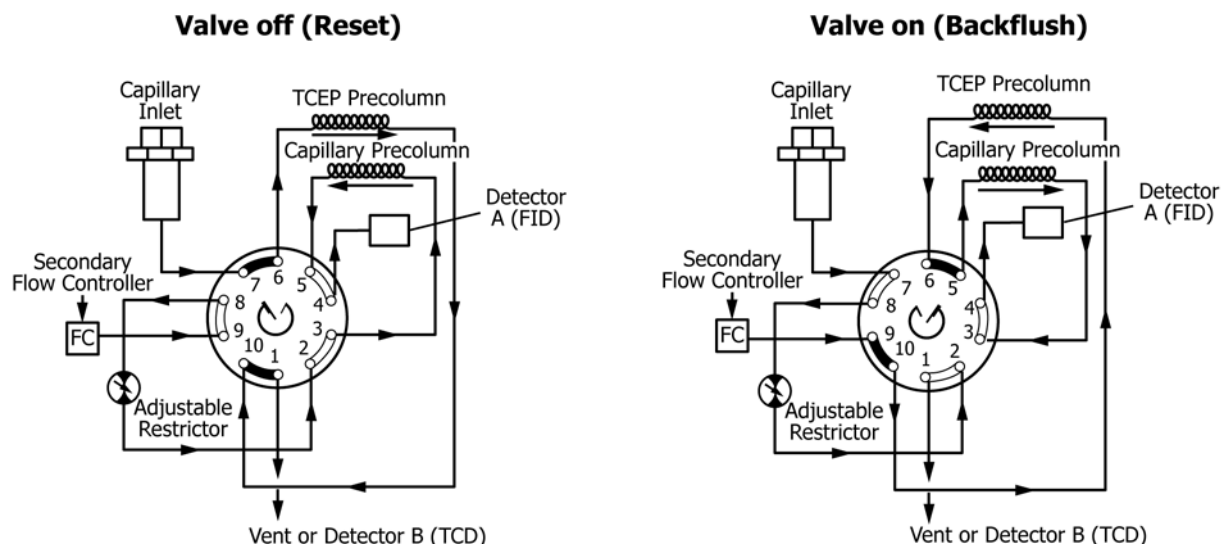 Valve off (Reset)
Capillary
Inlet
TCEP Precolumn
Capillary Precolumn
Detector
A (FID)
Secondary
Flow Controller
FC
7
6
5
8
4
9
3
10
1
2
Adjustable
Restrictor
Vent or Detector B (TCD)
Valve on (Backflush)
Capillary
Inlet
TCEP Precolumn
Capillary Precolumn
Detector
A (FID)
Secondary
Flow Controller
FC
7
6
5
8
4
9
3
10
1
2
Adjustable
Restrictor
Vent or Detector B (TCD)